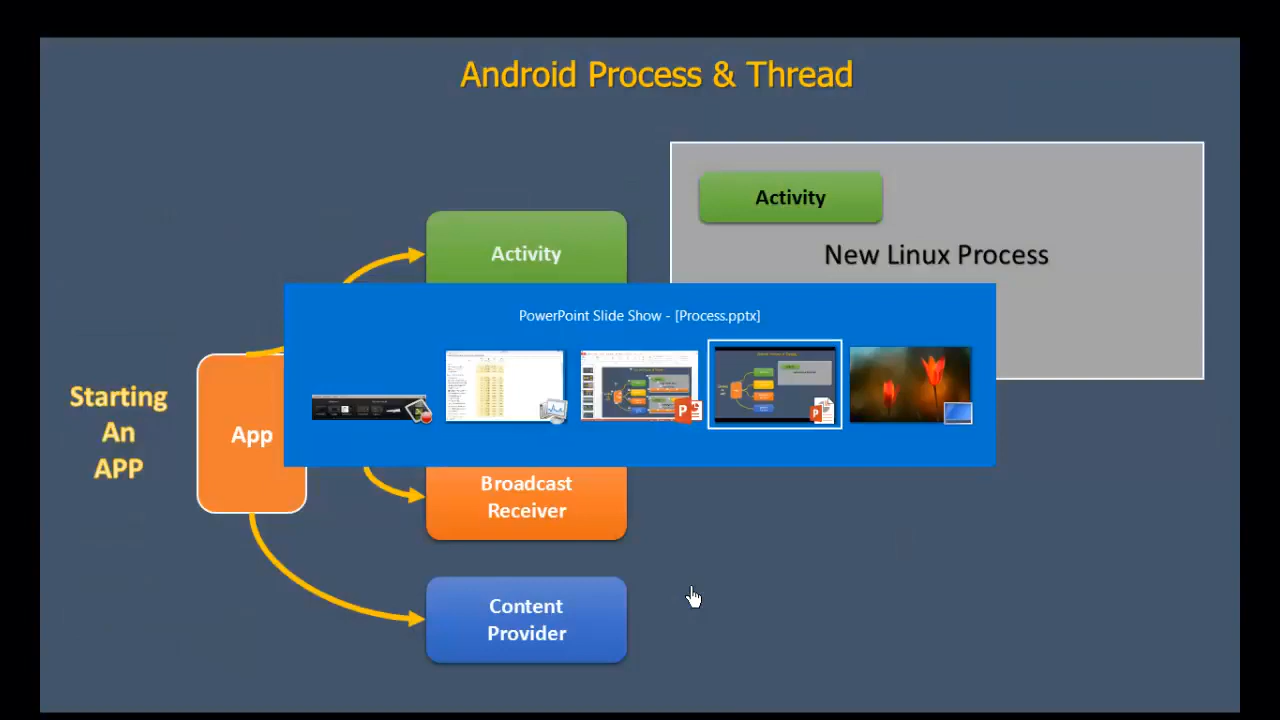 Android Process & Thread
Activity
New Linux Process
Activity
PowerPoint Slide Show - [Process.pptx]
Starting
An
APP
App
Broadcast
Receiver
Content
Provider